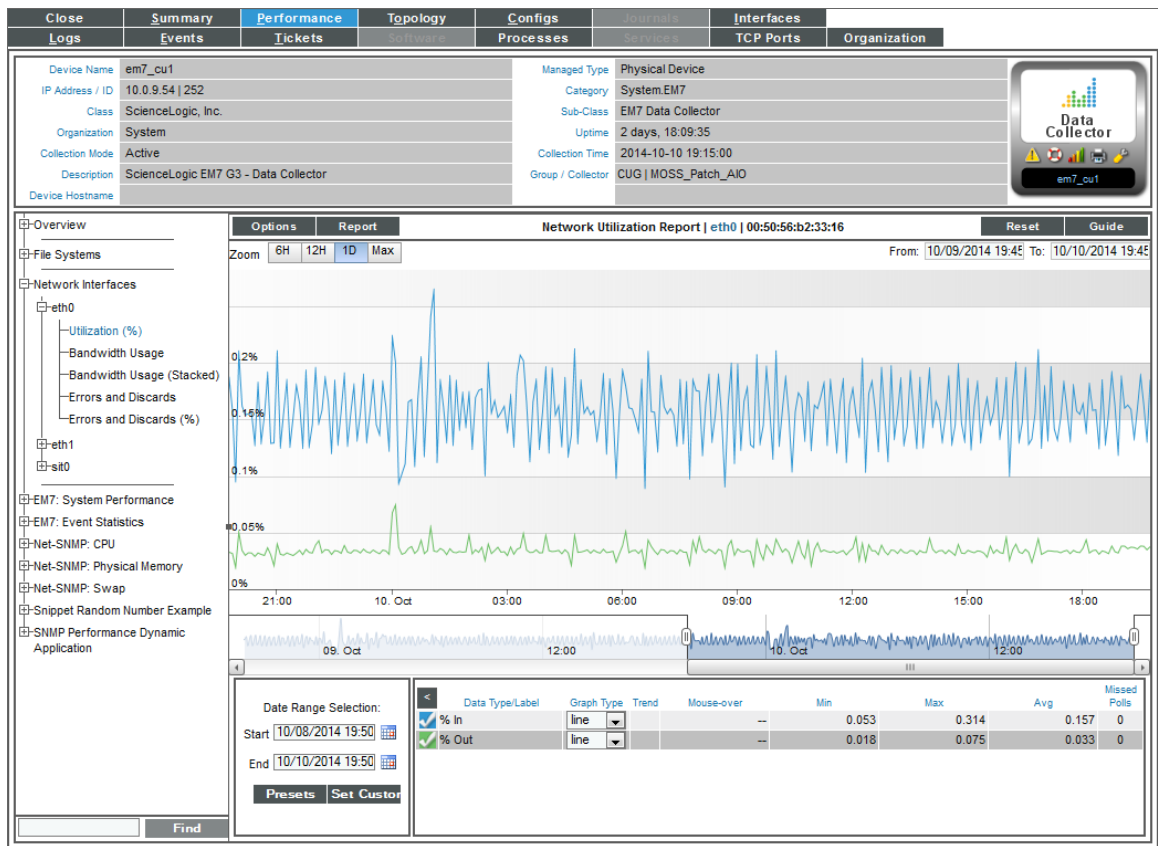 Close Summary Performance Topology Configs Journals Interfaces
Logs Events Tickets Software Processes Services TCP Ports Organization
Device Name em7_cu1 Managed Type Physical Device
IP Address / ID 10.0.9.54 | 252 Category System.EM7
Class ScienceLogic, Inc. Sub-Class EM7 Data Collector
Organization System Uptime 2 days, 18:09:35
Collection Mode Active Collection Time 2014-10-10 19:15:00
Description ScienceLogic EM7 G3 - Data Collector Group / Collector CUG | MOSS_Patch_AIO
Device Hostname
Data
Collector
em7_cu1
Overview
File Systems
Network Interfaces
eth0
Utilization (%)
Bandwidth Usage
Bandwidth Usage (Stacked)
Errors and Discards
Errors and Discards (%)
eth1
sit0
EM7: System Performance
EM7: Event Statistics
Net-SNMP: CPU
Net-SNMP: Physical Memory
Net-SNMP: Swap
Snippet Random Number Example
SNMP Performance Dynamic
Application
Find
Options Report Network Utilization Report | eth0 | 00:50:56:b2:33:16 Reset Guide
Zoom 6H 12H 1D Max From: 10/09/2014 19:45 To: 10/10/2014 19:45
0.2%
0.15%
0.1%
0.05%
0%
21:00 10. Oct 03:00 06:00 09:00 12:00 15:00 18:00
09. Oct 12:00 10. Oct 12:00
Date Range Selection:
Start 10/08/2014 19:50
End 10/10/2014 19:50
Presets Set Custor
< Data Type/Label Graph Type Trend Mouse-over Min Max Avg Missed Polls
% In line -- 0.053 0.314 0.157 0
% Out line -- 0.018 0.075 0.033 0